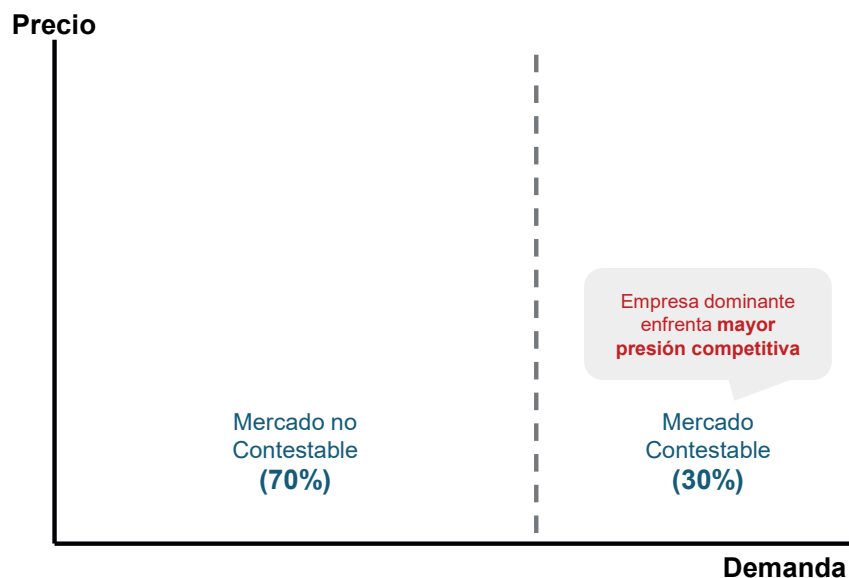 Precio
Empresa dominante
enfrenta mayor
presión competitiva
Mercado no
Contestable
(70%)
Mercado
Contestable
(30%)
Demanda